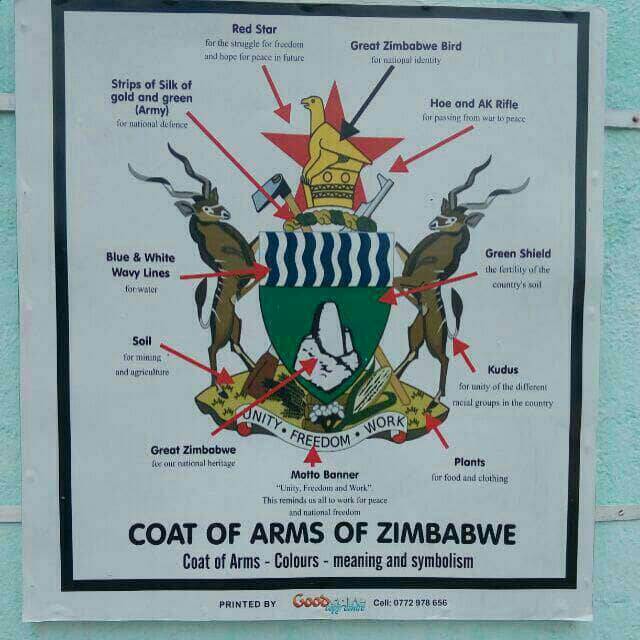 Red Star
for the struggle for freedom
and hope for peace in future
Great Zimbabwe Bird
for national identity
Strips of Silk of
gold and green
(Army)
for national defence
Hoe and AK Rifle
for passing from war to peace
Blue & White
Wavy Lines
for water
Green Shield
the fertility of the
country's soil
Soil
for mining
and agriculture
Kudus
for unity of the different
racial groups in the country
UNITY • FREEDOM • WORK
Great Zimbabwe
for our national heritage
Motto Banner
"Unity, Freedom and Work".
This reminds us all to work for peace
and national freedom
Plants
for food and clothing
COAT OF ARMS OF ZIMBABWE
Coat of Arms - Colours - meaning and symbolism
PRINTED BY Good copy centre Cell: 0772 978 656